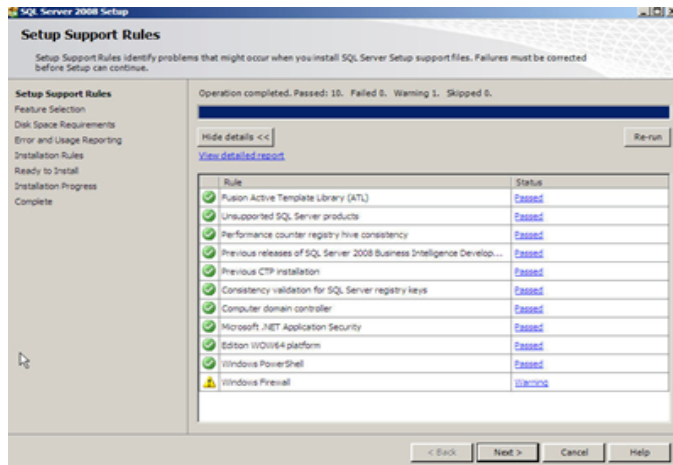 SQL Server 2008 Setup
Setup Support Rules
Setup Support Rules identify problems that might occur when you install SQL Server Setup support files. Failures must be corrected
before Setup can continue.
Setup Support Rules
Feature Selection
Disk Space Requirements
Error and Usage Reporting
Installation Rules
Ready to Install
Installation Progress
Complete
Operation completed. Passed: 10. Failed 0. Warning 1. Skipped 0.
Hide details <<
Re-run
View detailed report
Rule Status
Fusion Active Template Library (ATL) Passed
Unsupported SQL Server products Passed
Performance counter registry hive consistency Passed
Previous releases of SQL Server 2008 Business Intelligence Develop... Passed
Previous CTP installation Passed
Consistency validation for SQL Server registry keys Passed
Computer domain controller Passed
Microsoft .NET Application Security Passed
Edition WOW64 platform Passed
Windows PowerShell Passed
Windows Firewall Warning
< Back Next > Cancel Help